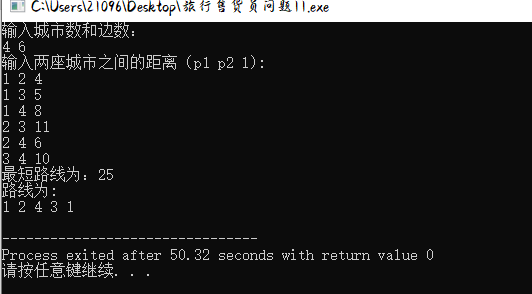 C:\Users\21096\Desktop\旅行售货员问题11.exe
输入城市数和边数:
4 6
输入两座城市之间的距离 (p1 p2 l):
1 2 4
1 3 5
1 4 8
2 3 11
2 4 6
3 4 10
最短路线为: 25
路线为:
1 2 4 3 1
--------------------------------
Process exited after 50.32 seconds with return value 0
请按任意键继续. . .